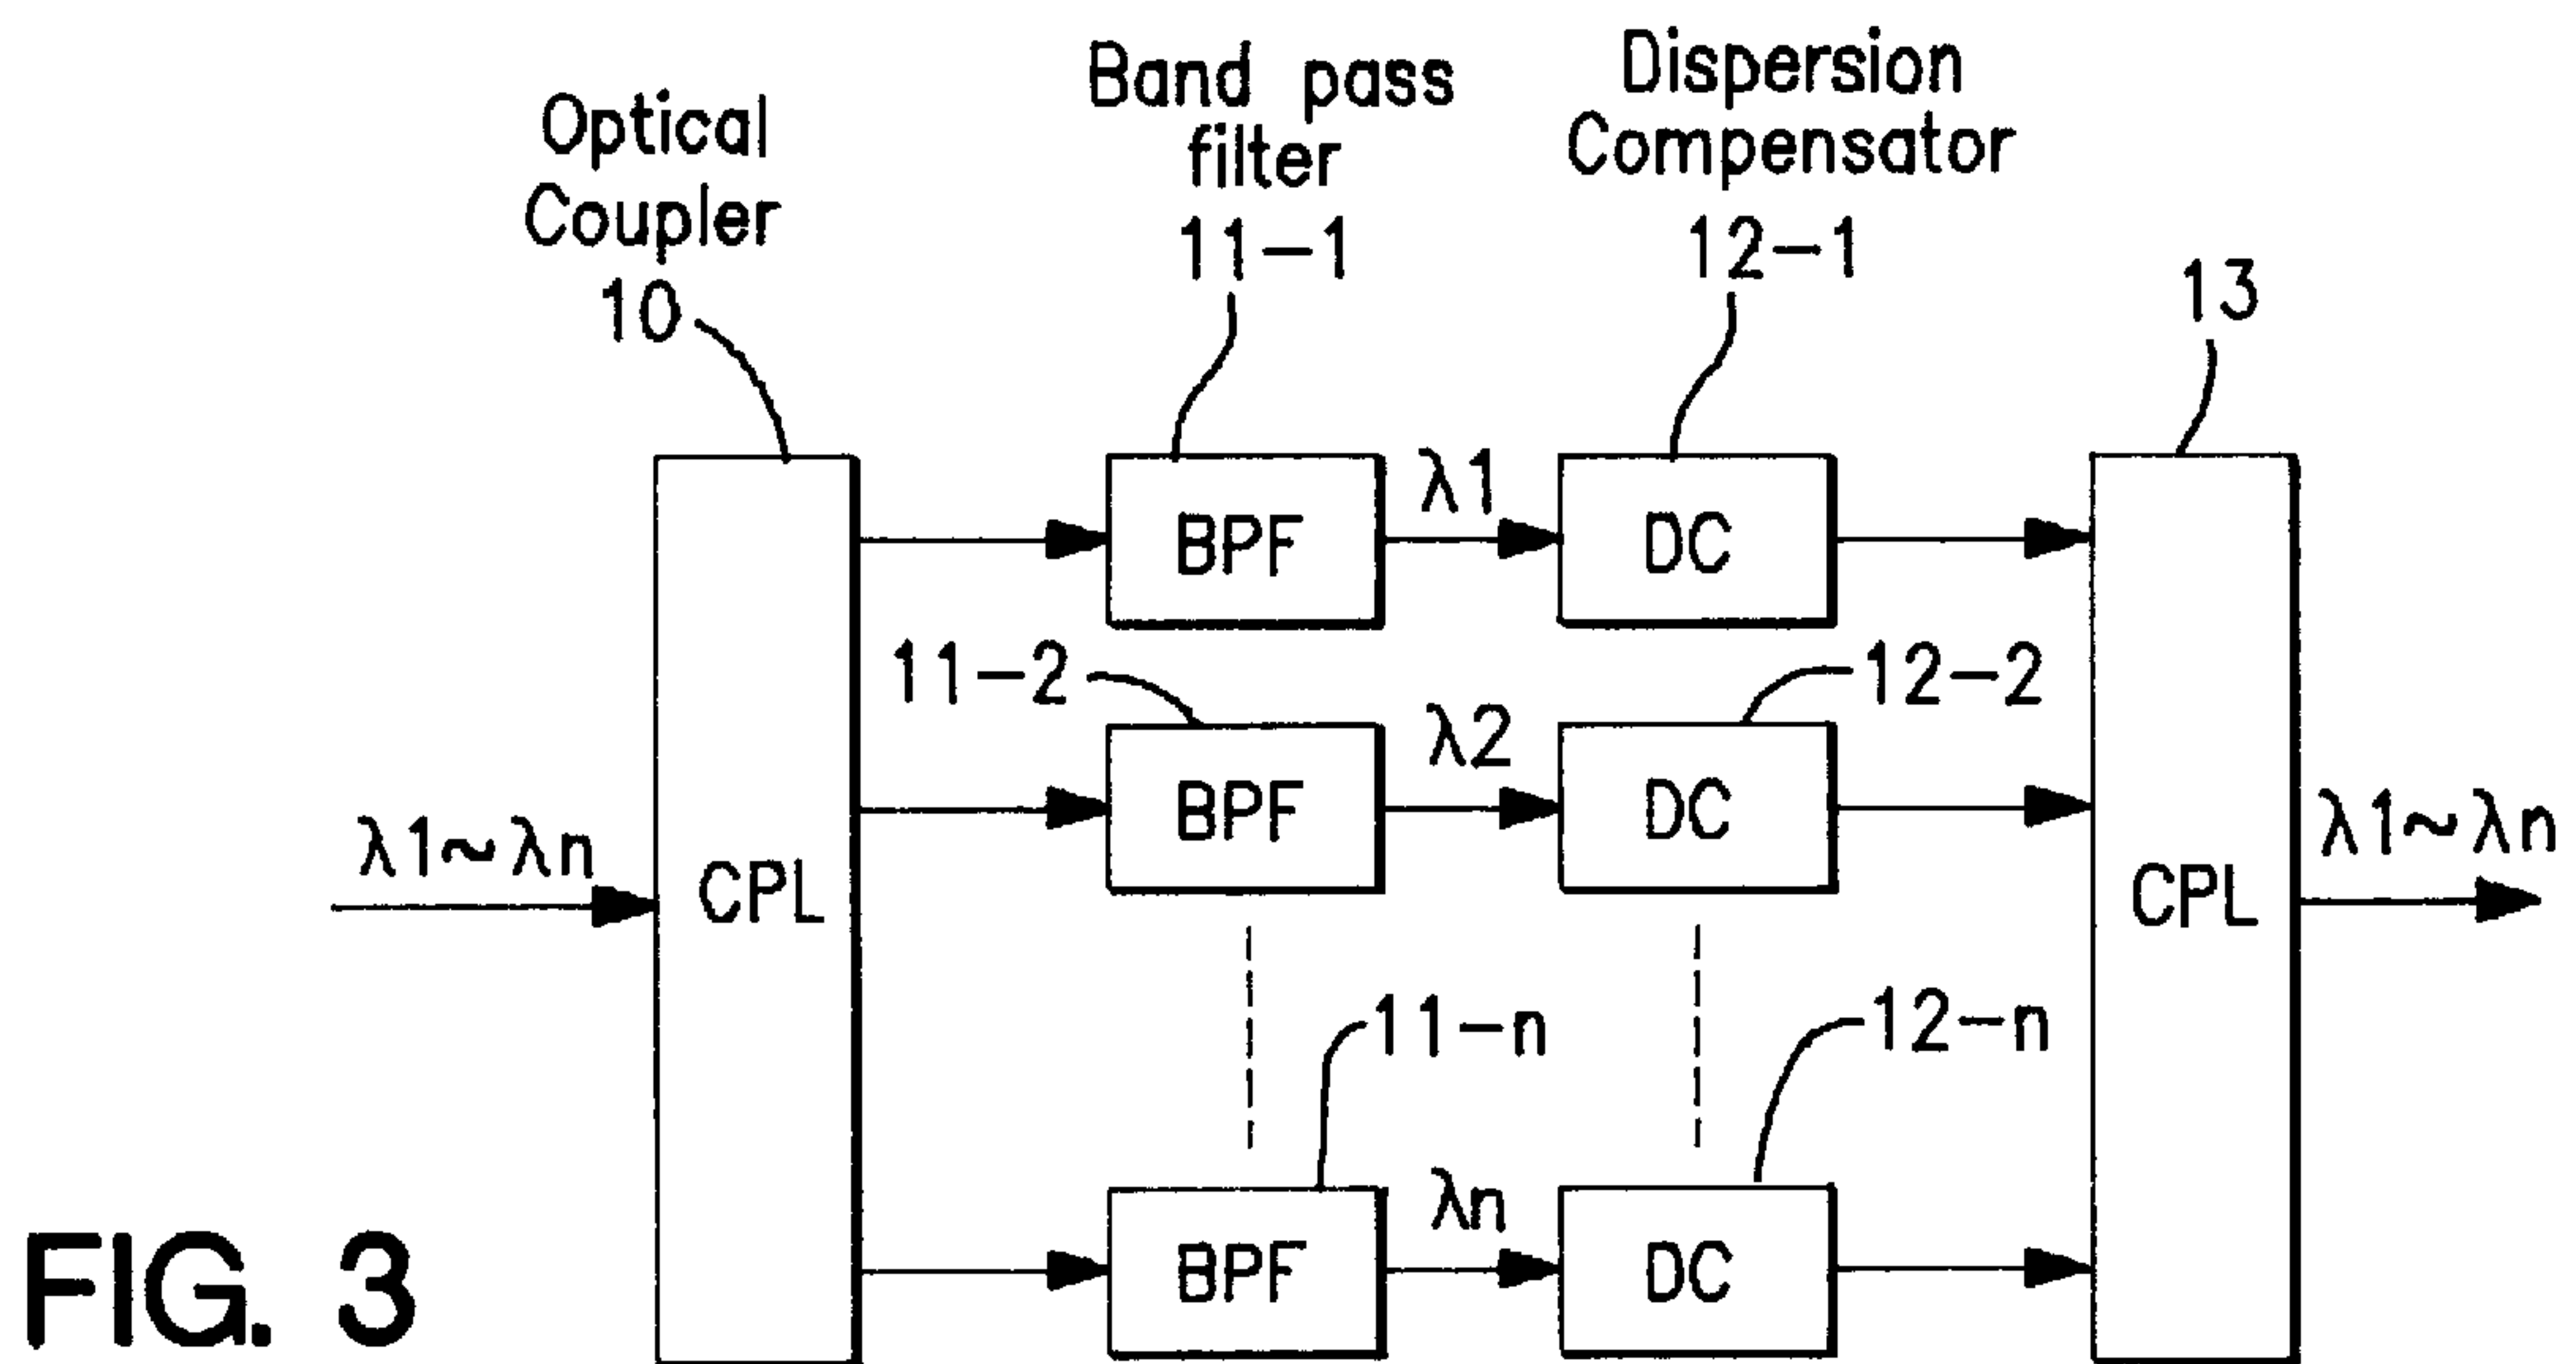 Optical
Coupler
10
Band pass
filter
11-1
Dispersion
Compensator
12-1
13
λ1
BPF
DC
11-2
12-2
λ2
BPF
DC
λ1~λn
CPL
CPL
λ1~λn
11-n
12-n
λn
BPF
DC
FIG. 3